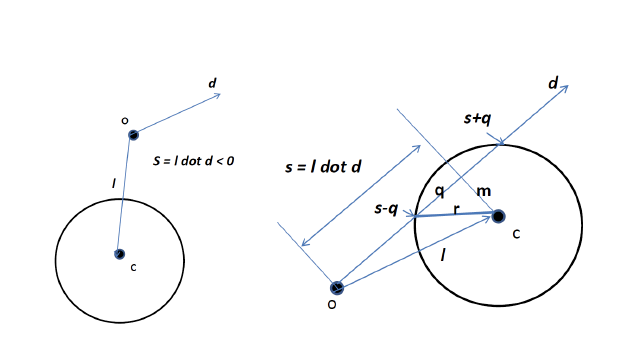 d
o
S = l dot d < 0
l
c
d
s+q
s = l dot d
q
m
s-q
r
c
l
o